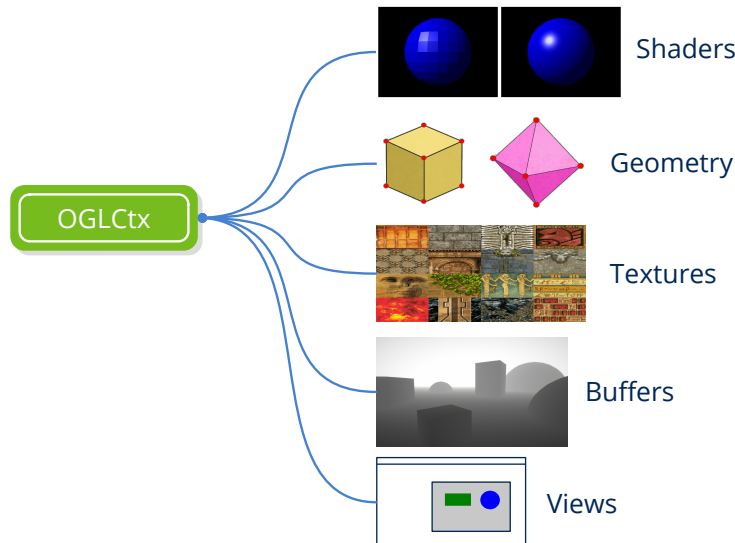 OGLCtx
Shaders
Geometry
Textures
Buffers
Views